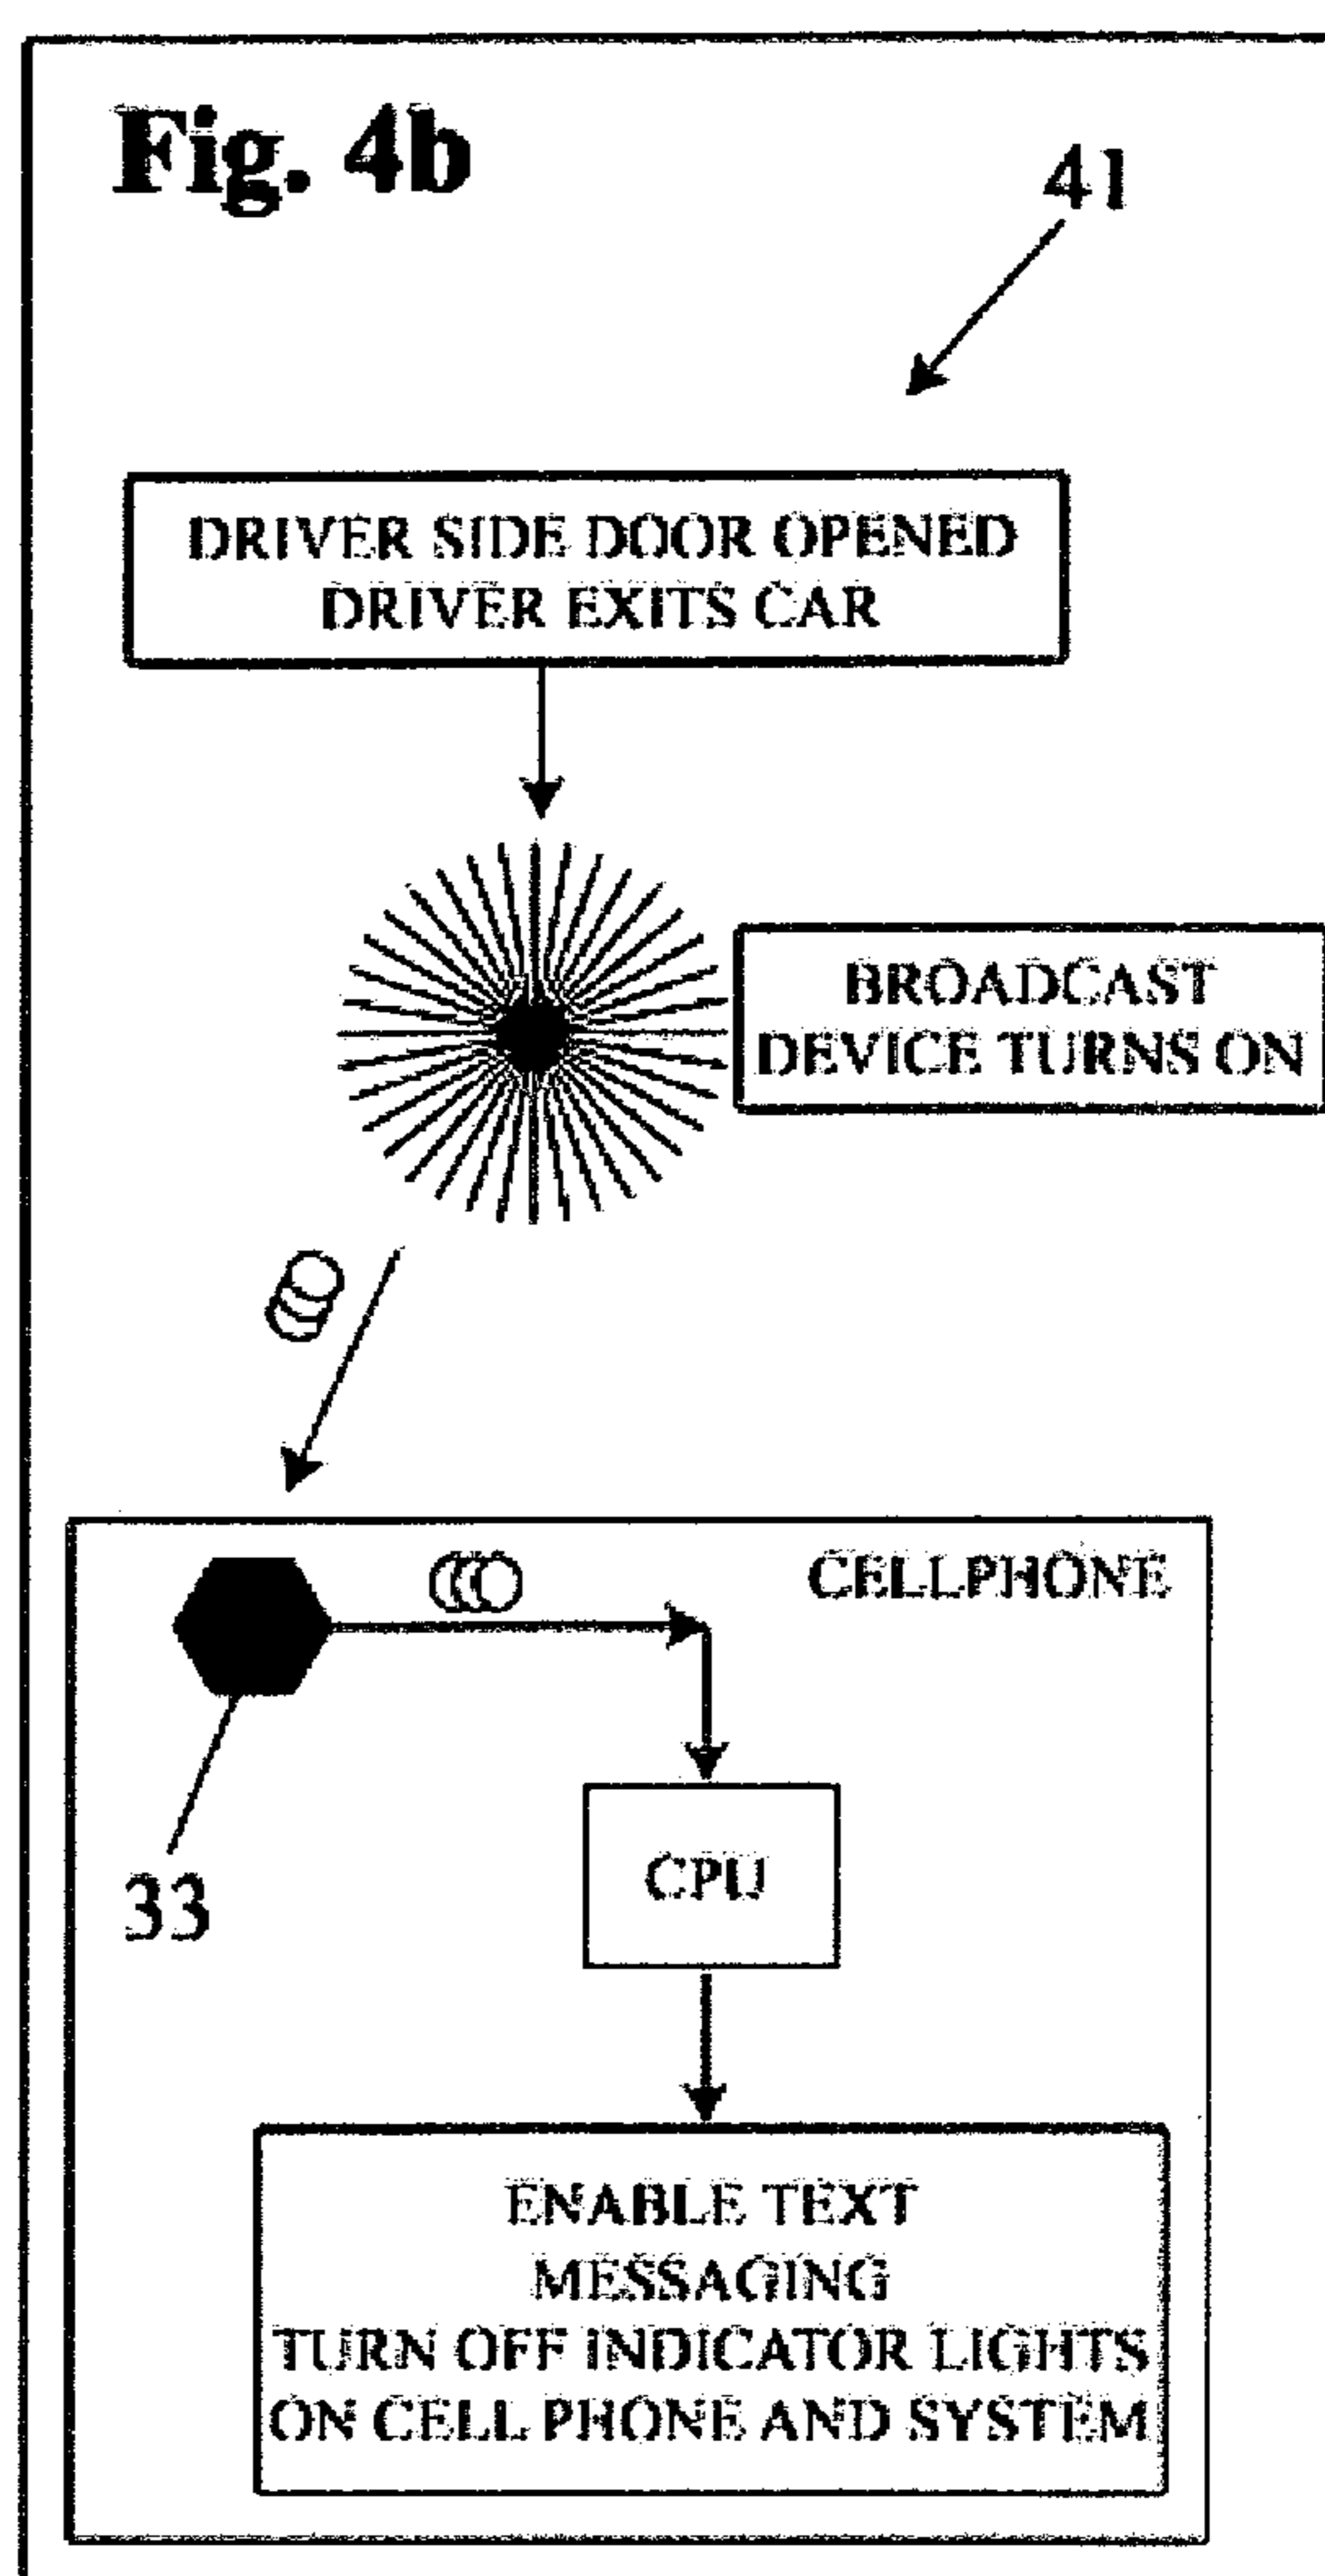 Fig. 4b
41
DRIVER SIDE DOOR OPENED
DRIVER EXITS CAR
BROADCAST
DEVICE TURNS ON
CELLPHONE
CPU
33
ENABLE TEXT
MESSAGING
TURN OFF INDICATOR LIGHTS
ON CELL PHONE AND SYSTEM